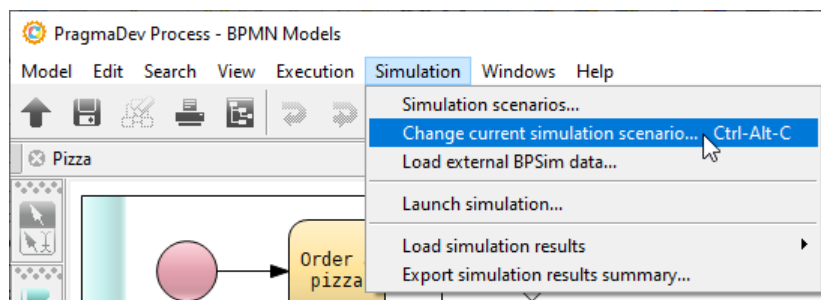 PragmaDev Process - BPMN Models
Model Edit Search View Execution Simulation Windows Help
Simulation scenarios...
Change current simulation scenario... Ctrl-Alt-C
Load external BPSim data...
Pizza
Launch simulation...
Load simulation results
Export simulation results summary...
Order
pizza